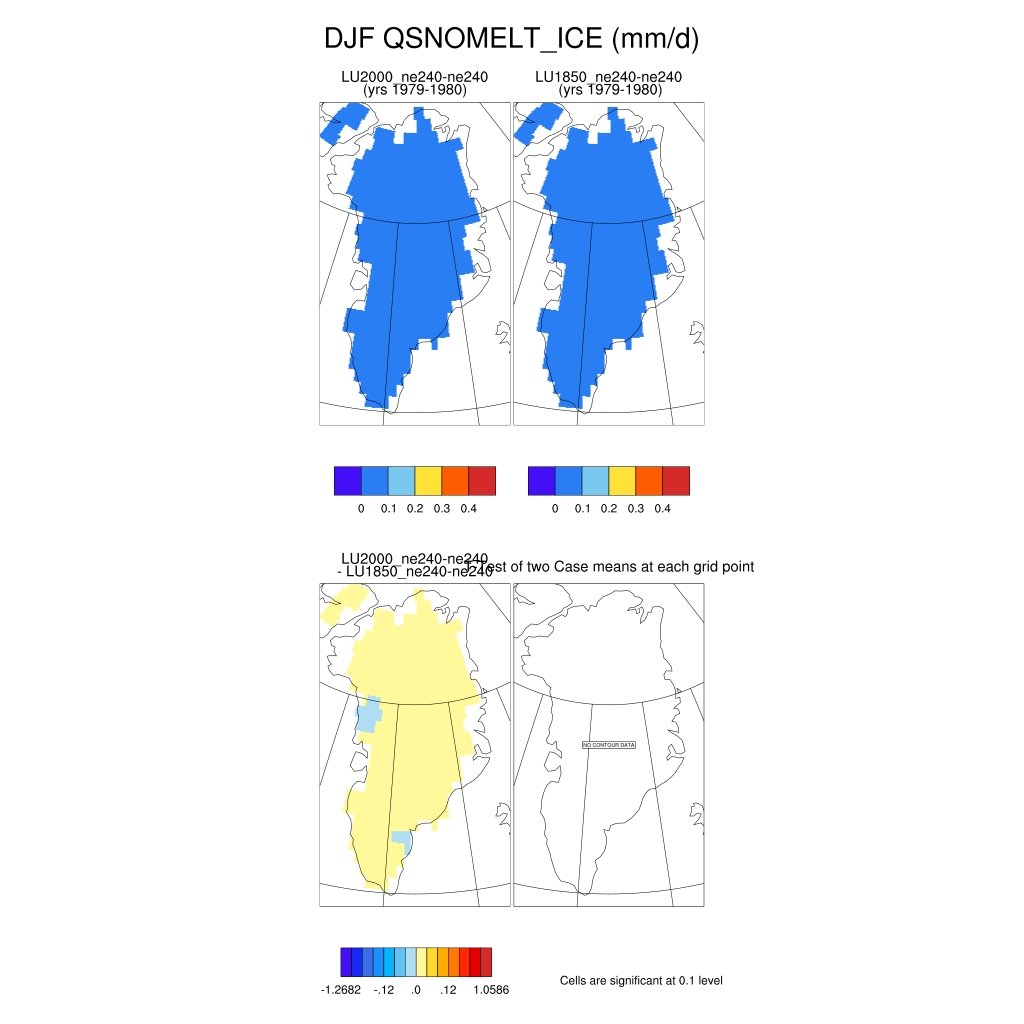 DJF QSNOMELT_ICE (mm/d)
LU2000_ne240-ne240
(yrs 1979-1980)
LU1850_ne240-ne240
(yrs 1979-1980)
0 0.1 0.2 0.3 0.4
0 0.1 0.2 0.3 0.4
LU2000_ne240-ne240
- LU1850_ne240-ne240
T-Test of two Case means at each grid point
NO CONTOUR DATA
-1.2682 -.12 .0 .12 1.0586
Cells are significant at 0.1 level